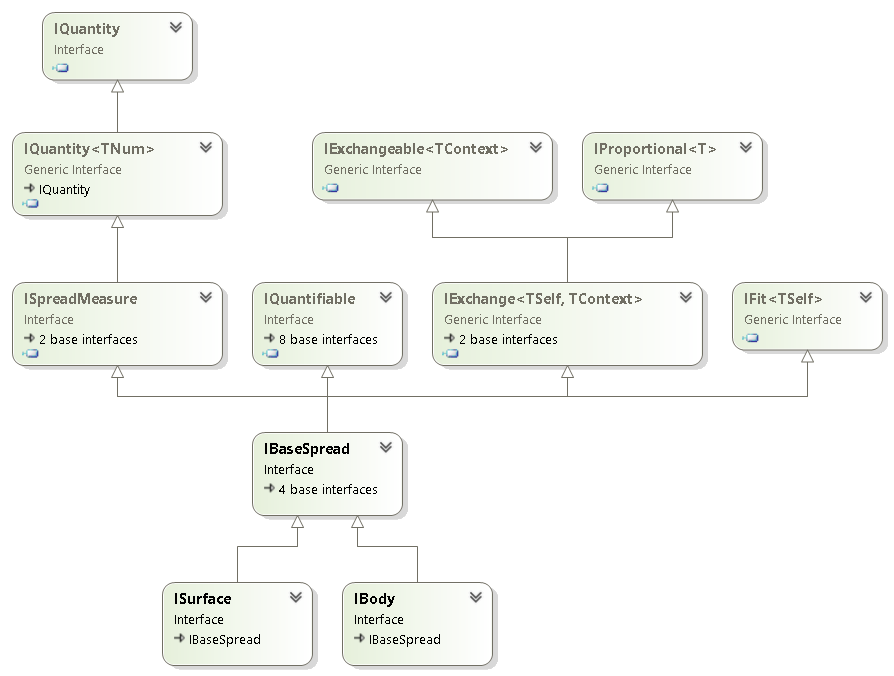 IQuantity
Interface
IQuantity<TNum>
Generic Interface
IQuantity
IExchangeable<TContext>
Generic Interface
IProportional<T>
Generic Interface
ISpreadMeasure
Interface
2 base interfaces
IQuantifiable
Interface
8 base interfaces
IExchange<TSelf, TContext>
Generic Interface
2 base interfaces
IFit<TSelf>
Generic Interface
IBaseSpread
Interface
4 base interfaces
ISurface
Interface
IBaseSpread
IBody
Interface
IBaseSpread